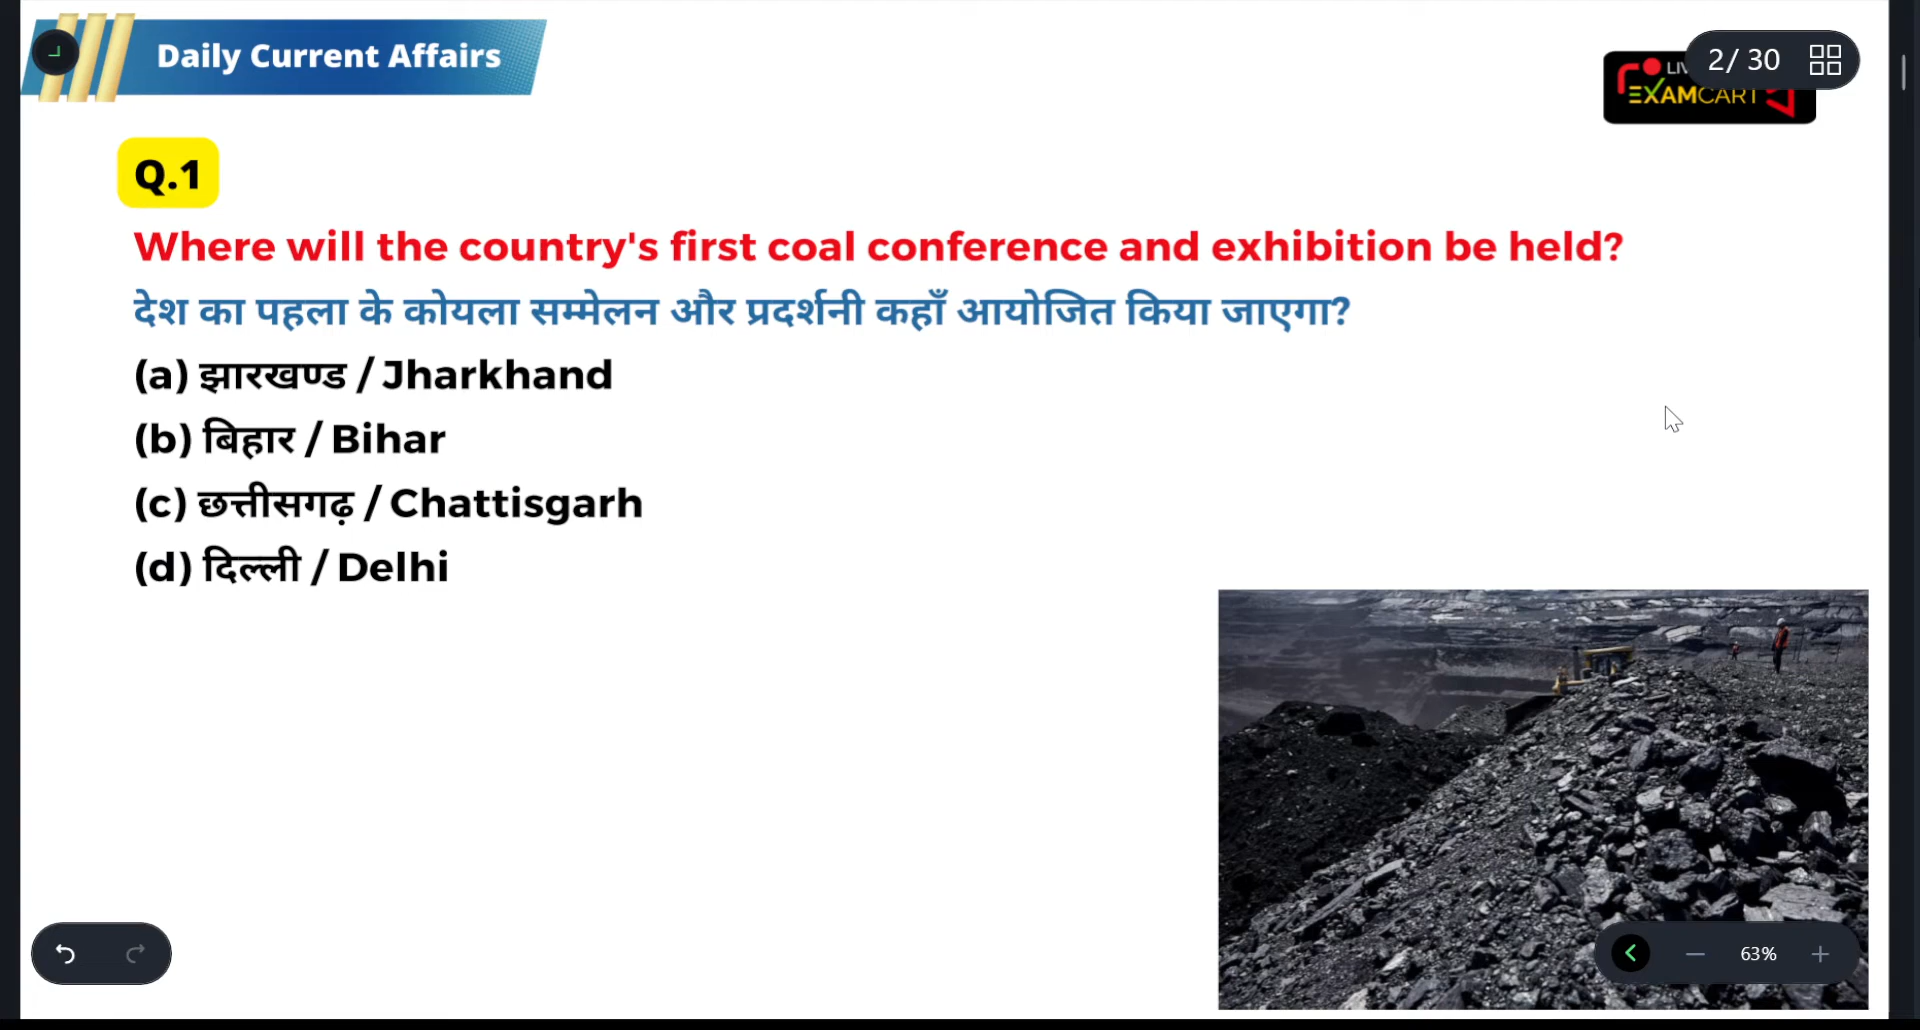 Daily Current Affairs
2/ 30
EXAMCART
Q.1
Where will the country's first coal conference and exhibition be held?
देश का पहला के कोयला सम्मेलन और प्रदर्शनी कहाँ आयोजित किया जाएगा?
(a) झारखण्ड / Jharkhand
(b) बिहार / Bihar
(c) छत्तीसगढ़ / Chattisgarh
(d) दिल्ली / Delhi
63%